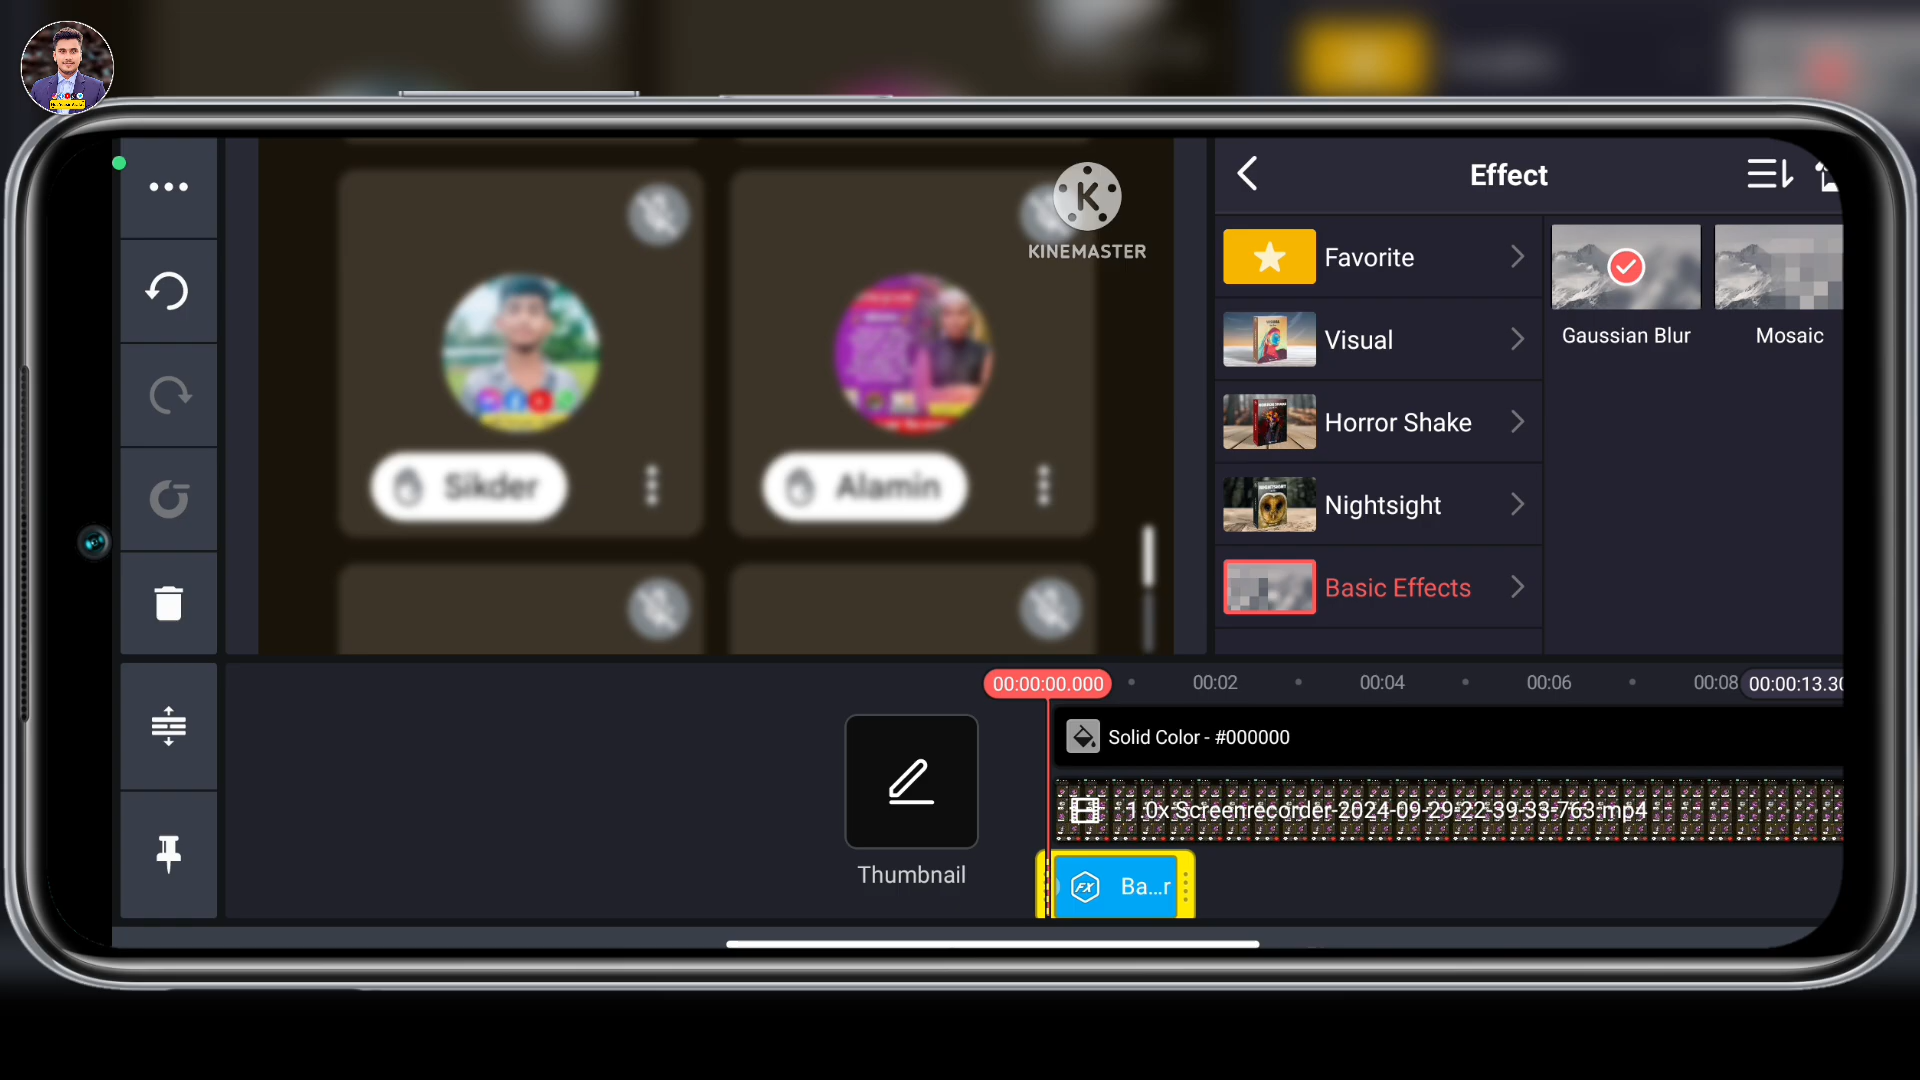 KINEMASTER
Sikder
Alamin
Effect
Favorite
Visual
Horror Shake
Nightsight
Basic Effects
Gaussian Blur
Mosaic
00:00:00.000
00:02
00:04
00:06
00:08
00:00:13.30
Solid Color - #000000
1.0x Screenrecorder-2024-09-29-22-39-33-763.mp4
Thumbnail
Ba...r